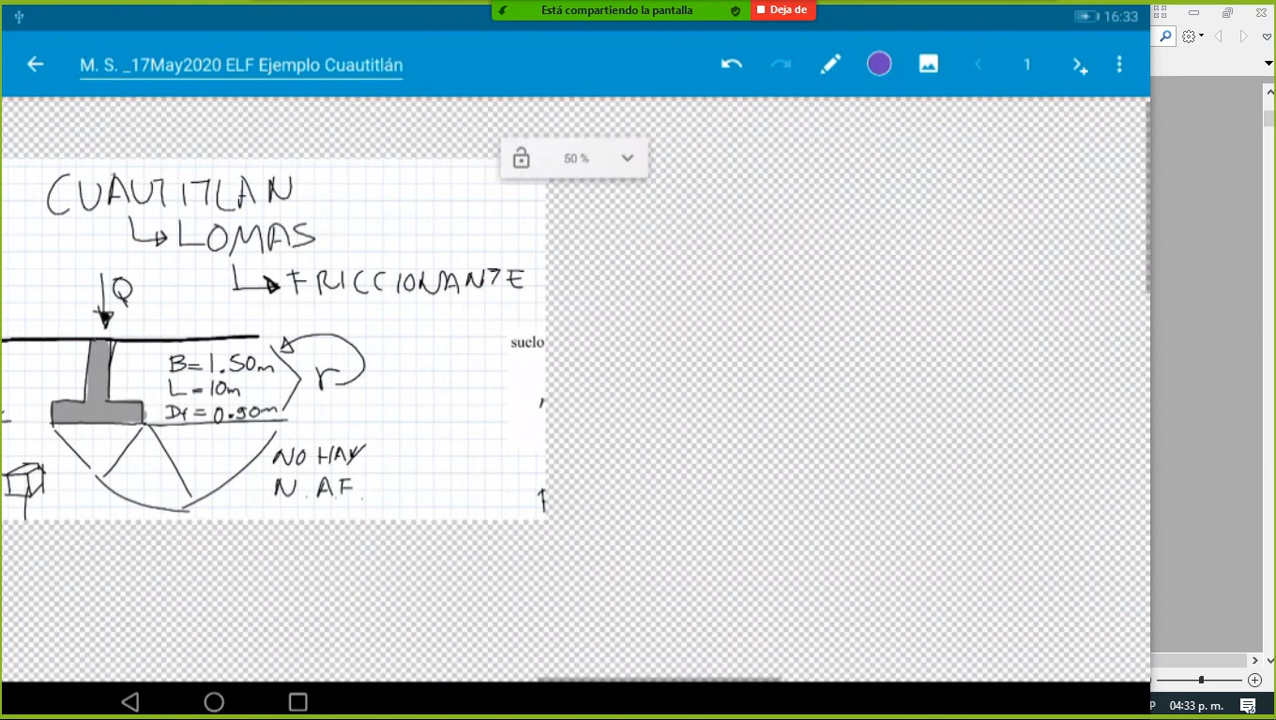 Está compartiendo la pantalla
Deja de
16:33
M. S. _17May2020 ELF Ejemplo Cuautitlán
1
50 %
CUAUTITLAN
LOMAS
FRICCIONANTE
Q
suelo
B= 1.50m
L = 10m
Df = 0.90m
r
NO HAY
N. A.F.
04:33 p. m.